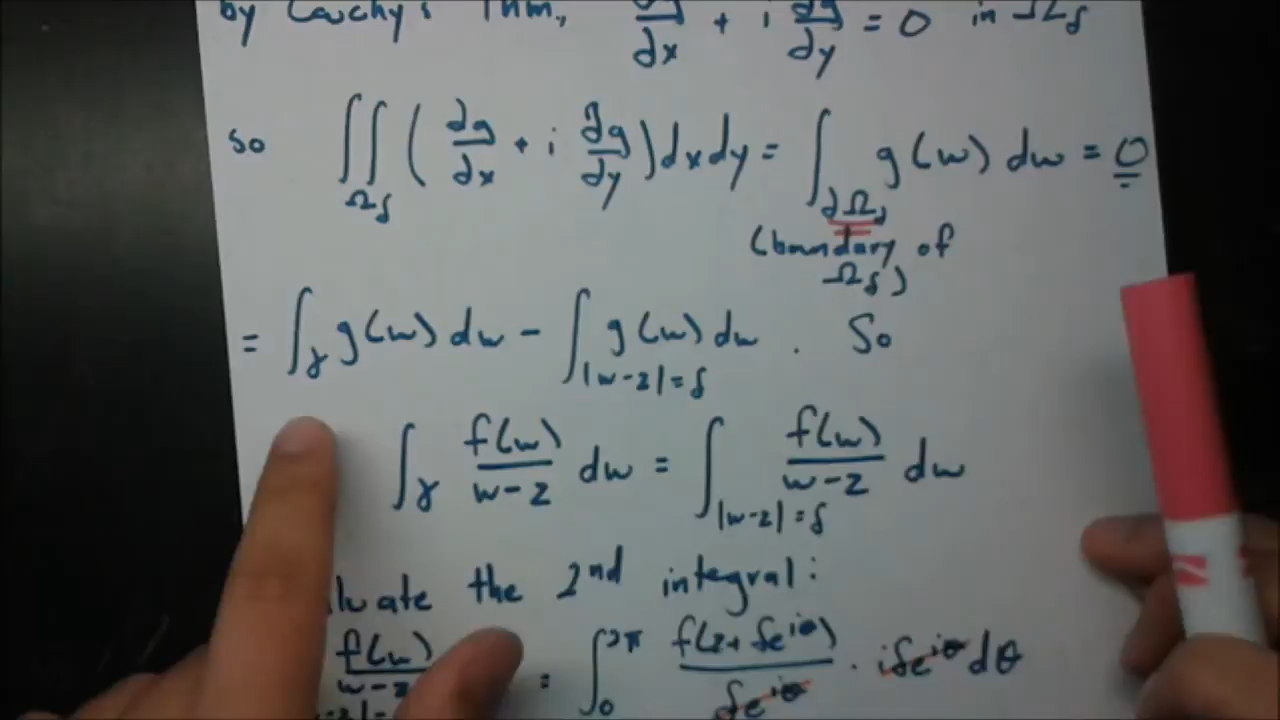 by Cauchy's Thm, ∂g/∂x + i ∂g/∂y = 0 in Ω_δ
So ∬_{Ω_δ} ( ∂g/∂x + i ∂g/∂y ) dx dy = ∫_{∂Ω_δ} g(w) dw = 0
(boundary of
Ω_δ)
= ∫_γ g(w) dw - ∫_{|w-z|=δ} g(w) dw . So
∫_γ f(w)/(w-z) dw = ∫_{|w-z|=δ} f(w)/(w-z) dw
the 2nd integral:
f(w)/(w-z) = ∫_0^{2π} f(z+δe^{iθ})/(δe^{iθ}) · iδe^{iθ} dθ